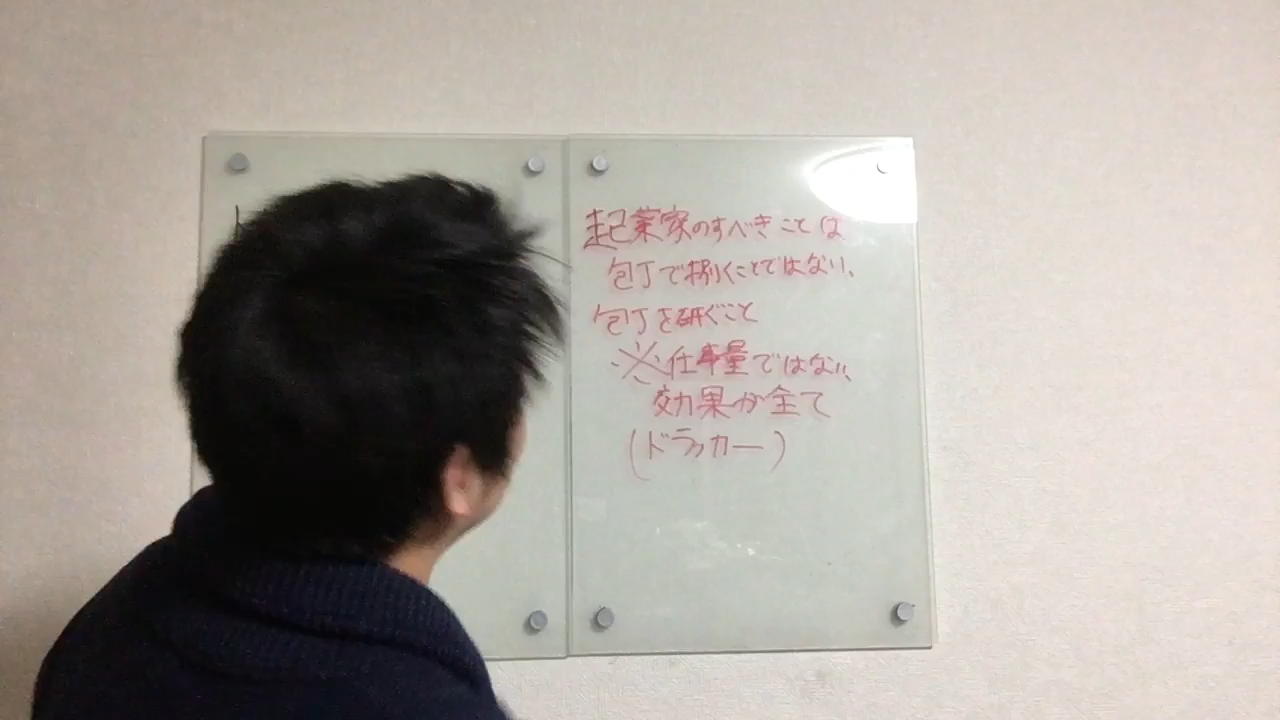 起業家のすべきことは
包丁で捌くことではない、
包丁を研ぐこと
※仕事量ではない、
効果が全て
(ドラッカー)